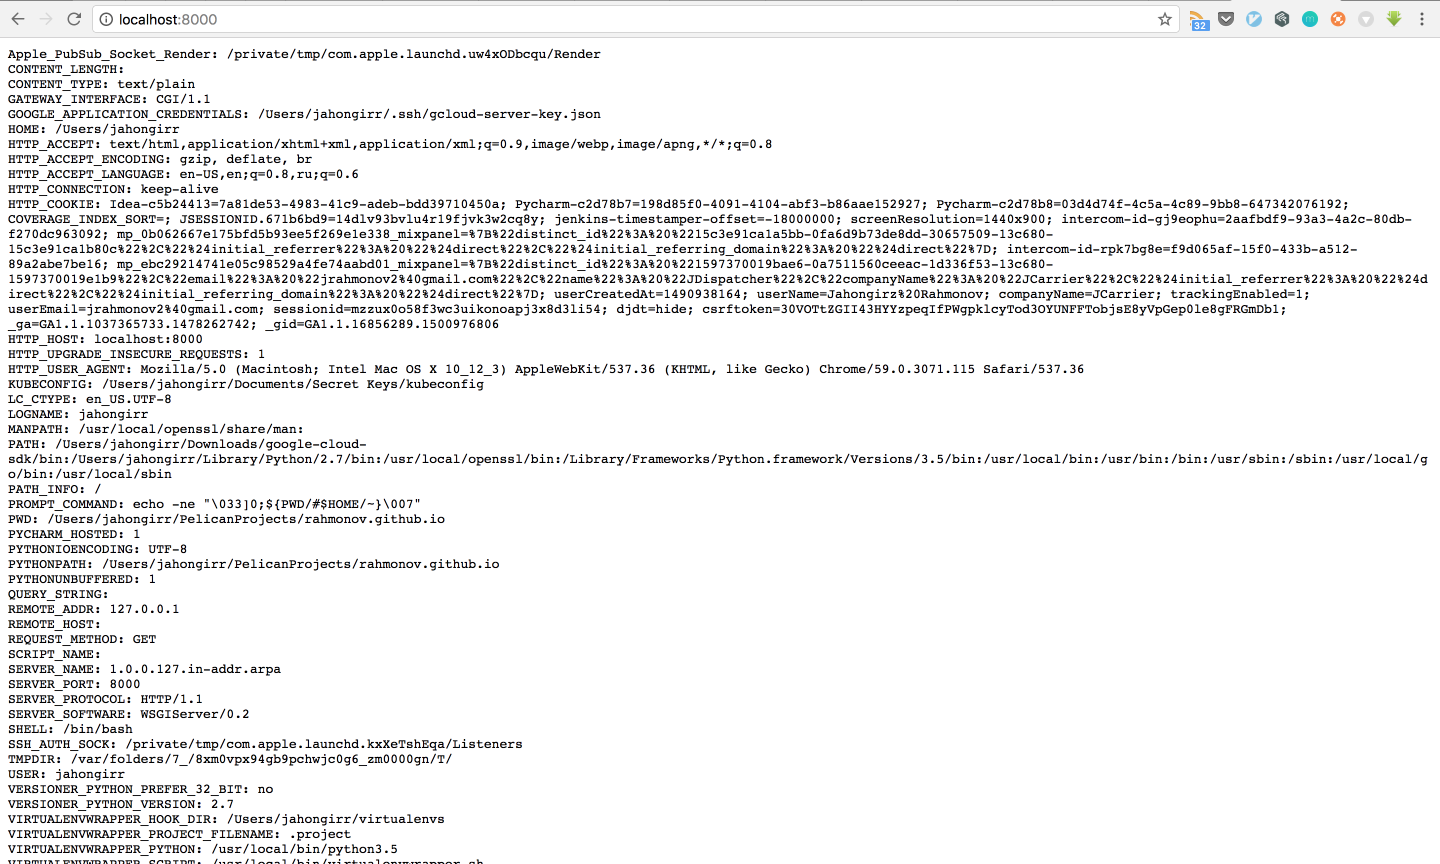 localhost:8000
32
Apple_PubSub_Socket_Render: /private/tmp/com.apple.launchd.uw4xODbcqu/Render
CONTENT_LENGTH:
CONTENT_TYPE: text/plain
GATEWAY_INTERFACE: CGI/1.1
GOOGLE_APPLICATION_CREDENTIALS: /Users/jahongirr/.ssh/gcloud-server-key.json
HOME: /Users/jahongirr
HTTP_ACCEPT: text/html,application/xhtml+xml,application/xml;q=0.9,image/webp,image/apng,*/*;q=0.8
HTTP_ACCEPT_ENCODING: gzip, deflate, br
HTTP_ACCEPT_LANGUAGE: en-US,en;q=0.8,ru;q=0.6
HTTP_CONNECTION: keep-alive
HTTP_COOKIE: Idea-c5b24413=7a81de53-4983-41c9-adeb-bdd39710450a; Pycharm-c2d78b7=198d85f0-4091-4104-abf3-b86aae152927; Pycharm-c2d78b8=03d4d74f-4c5a-4c89-9bb8-647342076192;
COVERAGE_INDEX_SORT=; JSESSIONID.671b6bd9=14dlv93bvlu4r19fjvk3w2cq8y; jenkins-timestamper-offset=-18000000; screenResolution=1440x900; intercom-id-gj9eophu=2aafbdf9-93a3-4a2c-80db-
f270dc963092; mp_0b062667e175bfd5b93ee5f269e1e338_mixpanel=%7B%22distinct_id%22%3A%20%2215c3e91ca1a5bb-0fa6d9b73de8dd-30657509-13c680-
15c3e91ca1b80c%22%2C%22%24initial_referrer%22%3A%20%22%24direct%22%2C%22%24initial_referring_domain%22%3A%20%22%24direct%22%7D; intercom-id-rpk7bg8e=f9d065af-15f0-433b-a512-
89a2abe7be16; mp_ebc29214741e05c98529a4fe74aabd01_mixpanel=%7B%22distinct_id%22%3A%20%221597370019bae6-0a7511560ceeac-1d336f53-13c680-
1597370019e1b9%22%2C%22email%22%3A%20%22jrahmonov2%40gmail.com%22%2C%22name%22%3A%20%22JDispatcher%22%2C%22companyName%22%3A%20%22JCarrier%22%2C%22%24initial_referrer%22%3A%20%22%24d
irect%22%2C%22%24initial_referring_domain%22%3A%20%22%24direct%22%7D; userCreatedAt=1490938164; userName=Jahongirz%20Rahmonov; companyName=JCarrier; trackingEnabled=1;
userEmail=jrahmonov2%40gmail.com; sessionid=mzzux0o58f3wc3uikonoapj3x8d3li54; djdt=hide; csrftoken=30VOTtZGII43HYYzpeqIfPWgpklcyTod3OYUNFFTobjsE8yVpGep0le8gFRGmDb1;
_ga=GA1.1.1037365733.1478262742; _gid=GA1.1.16856289.1500976806
HTTP_HOST: localhost:8000
HTTP_UPGRADE_INSECURE_REQUESTS: 1
HTTP_USER_AGENT: Mozilla/5.0 (Macintosh; Intel Mac OS X 10_12_3) AppleWebKit/537.36 (KHTML, like Gecko) Chrome/59.0.3071.115 Safari/537.36
KUBECONFIG: /Users/jahongirr/Documents/Secret Keys/kubeconfig
LC_CTYPE: en_US.UTF-8
LOGNAME: jahongirr
MANPATH: /usr/local/openssl/share/man:
PATH: /Users/jahongirr/Downloads/google-cloud-
sdk/bin:/Users/jahongirr/Library/Python/2.7/bin:/usr/local/openssl/bin:/Library/Frameworks/Python.framework/Versions/3.5/bin:/usr/local/bin:/usr/bin:/bin:/usr/sbin:/sbin:/usr/local/g
o/bin:/usr/local/sbin
PATH_INFO: /
PROMPT_COMMAND: echo -ne "\033]0;${PWD/#$HOME/~}\007"
PWD: /Users/jahongirr/PelicanProjects/rahmonov.github.io
PYCHARM_HOSTED: 1
PYTHONIOENCODING: UTF-8
PYTHONPATH: /Users/jahongirr/PelicanProjects/rahmonov.github.io
PYTHONUNBUFFERED: 1
QUERY_STRING:
REMOTE_ADDR: 127.0.0.1
REMOTE_HOST:
REQUEST_METHOD: GET
SCRIPT_NAME:
SERVER_NAME: 1.0.0.127.in-addr.arpa
SERVER_PORT: 8000
SERVER_PROTOCOL: HTTP/1.1
SERVER_SOFTWARE: WSGIServer/0.2
SHELL: /bin/bash
SSH_AUTH_SOCK: /private/tmp/com.apple.launchd.kxXeTshEqa/Listeners
TMPDIR: /var/folders/7_/8xm0vpx94gb9pchwjc0g6_zm0000gn/T/
USER: jahongirr
VERSIONER_PYTHON_PREFER_32_BIT: no
VERSIONER_PYTHON_VERSION: 2.7
VIRTUALENVWRAPPER_HOOK_DIR: /Users/jahongirr/virtualenvs
VIRTUALENVWRAPPER_PROJECT_FILENAME: .project
VIRTUALENVWRAPPER_PYTHON: /usr/local/bin/python3.5
VIRTUALENVWRAPPER_SCRIPT: /usr/local/bin/virtualenvwrapper.sh